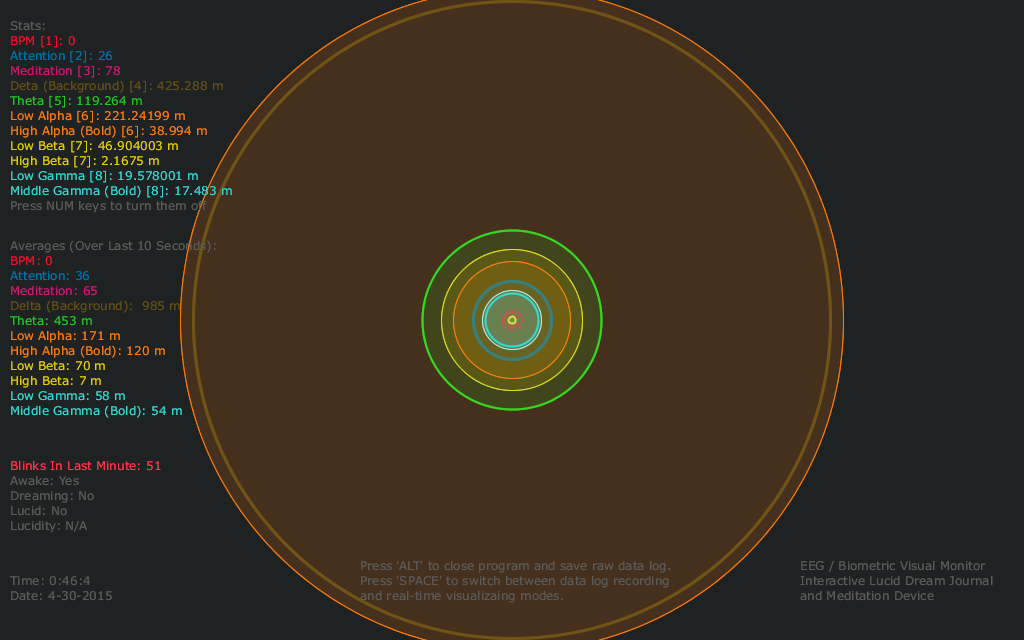 Stats:
BPM [1]: 0
Attention [2]: 26
Meditation [3]: 78
Deta (Background) [4]: 425.288 m
Theta [5]: 119.264 m
Low Alpha [6]: 221.24199 m
High Alpha (Bold) [6]: 38.994 m
Low Beta [7]: 46.904003 m
High Beta [7]: 2.1675 m
Low Gamma [8]: 19.578001 m
Middle Gamma (Bold) [8]: 17.483 m
Press NUM keys to turn them off
Averages (Over Last 10 Seconds):
BPM: 0
Attention: 36
Meditation: 65
Delta (Background):  985 m
Theta: 453 m
Low Alpha: 171 m
High Alpha (Bold): 120 m
Low Beta: 70 m
High Beta: 7 m
Low Gamma: 58 m
Middle Gamma (Bold): 54 m
Blinks In Last Minute: 51
Awake: Yes
Dreaming: No
Lucid: No
Lucidity: N/A
Time: 0:46:4
Date: 4-30-2015
Press 'ALT' to close program and save raw data log.
Press 'SPACE' to switch between data log recording
and real-time visualizaing modes.
EEG / Biometric Visual Monitor
Interactive Lucid Dream Journal
and Meditation Device